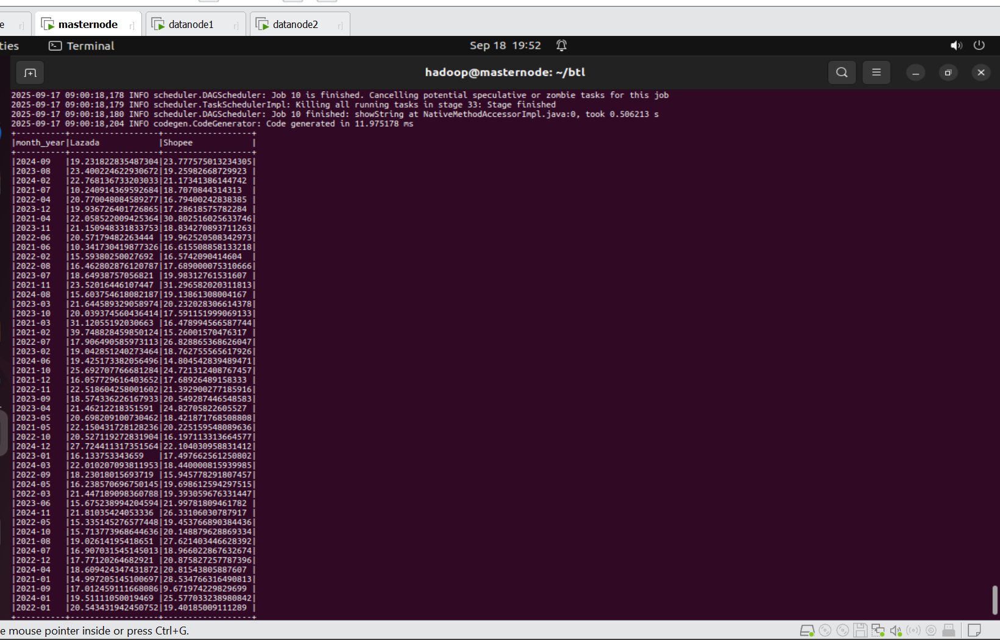 e
masternode
datanode1
datanode2
ties
Terminal
Sep 18 19:52
hadoop@masternode: ~/btl
2025-09-17 09:00:18,178 INFO scheduler.DAGScheduler: Job 10 is finished. Cancelling potential speculative or zombie tasks for this job
2025-09-17 09:00:18,179 INFO scheduler.TaskSchedulerImpl: Killing all running tasks in stage 33: Stage finished
2025-09-17 09:00:18,180 INFO scheduler.DAGScheduler: Job 10 finished: showString at NativeMethodAccessorImpl.java:0, took 0.506213 s
2025-09-17 09:00:18,204 INFO codegen.CodeGenerator: Code generated in 11.975178 ms
+----------+------------------+------------------+
|month_year|Lazada            |Shopee            |
+----------+------------------+------------------+
|2024-09   |19.231822835487304|23.777575013234305|
|2023-08   |23.400224622930672|19.25982668729923 |
|2024-02   |22.768136733203033|21.17341386144742 |
|2021-07   |10.240914369592684|18.7070844314313  |
|2022-04   |20.770048084589277|16.79400242838385 |
|2023-12   |19.936726401726865|17.28618575782284 |
|2021-04   |22.058522009425364|30.802516025633746|
|2023-11   |21.150948331833753|18.834270893711263|
|2022-06   |20.57179482263444 |19.962520508342973|
|2021-06   |10.341730419877326|16.615508858133218|
|2022-02   |15.59380250027692 |16.5742090414604  |
|2022-08   |16.462802876120787|17.689000075310666|
|2023-07   |18.64938757056821 |19.98312761531607 |
|2021-11   |23.52016446107447 |31.296582020311813|
|2024-08   |15.603754618082187|19.13861308004167 |
|2023-03   |21.644589329058974|20.232028306614378|
|2023-10   |20.039374560436414|17.591151999069133|
|2021-03   |31.12055192030663 |16.478994566587744|
|2021-02   |39.748828459850124|15.26001570476317 |
|2022-07   |17.906490585973113|26.828865368626047|
|2023-02   |19.042851240273464|18.762755565617926|
|2024-06   |19.425173382056496|14.804542839489471|
|2021-10   |25.692707766681284|24.721312408767457|
|2021-12   |16.057729616403652|17.68926489158333 |
|2022-11   |22.518604258001602|21.392900277185916|
|2023-09   |18.574336226167933|20.549287446548583|
|2023-04   |21.46212218351591 |24.82705822605527 |
|2023-05   |20.698209100730462|18.421871768508808|
|2021-05   |22.150431728128236|20.225159548089636|
|2022-10   |20.527119272831904|16.197113313664577|
|2024-12   |27.724411317351564|22.104030958831412|
|2023-01   |16.133753343659   |17.497662561250802|
|2024-03   |22.010207093811953|18.440000815939985|
|2022-09   |18.23018015693719 |15.945778291807457|
|2024-05   |16.238570696750145|19.698612594297515|
|2022-03   |21.447189098360788|19.393059676331447|
|2023-06   |15.675238994204594|21.99781809461782 |
|2024-11   |21.81035424053336 |26.33106030787917 |
|2022-05   |15.335145276577448|19.453766890384436|
|2024-10   |15.713773968644636|20.148879628869334|
|2021-08   |19.02614195418651 |27.621403446628392|
|2024-07   |16.907031545145013|18.966022867632674|
|2022-12   |17.77120264682921 |20.875827257787396|
|2024-04   |18.609424347431872|20.81543805887607 |
|2021-01   |14.997205145100697|28.534766316490813|
|2021-09   |17.012459111668086|9.671974229829699 |
|2024-01   |19.51111050019469 |25.577033238980842|
|2022-01   |20.543431942450752|19.40185009111289 |
+----------+------------------+------------------+
e mouse pointer inside or press Ctrl+G.